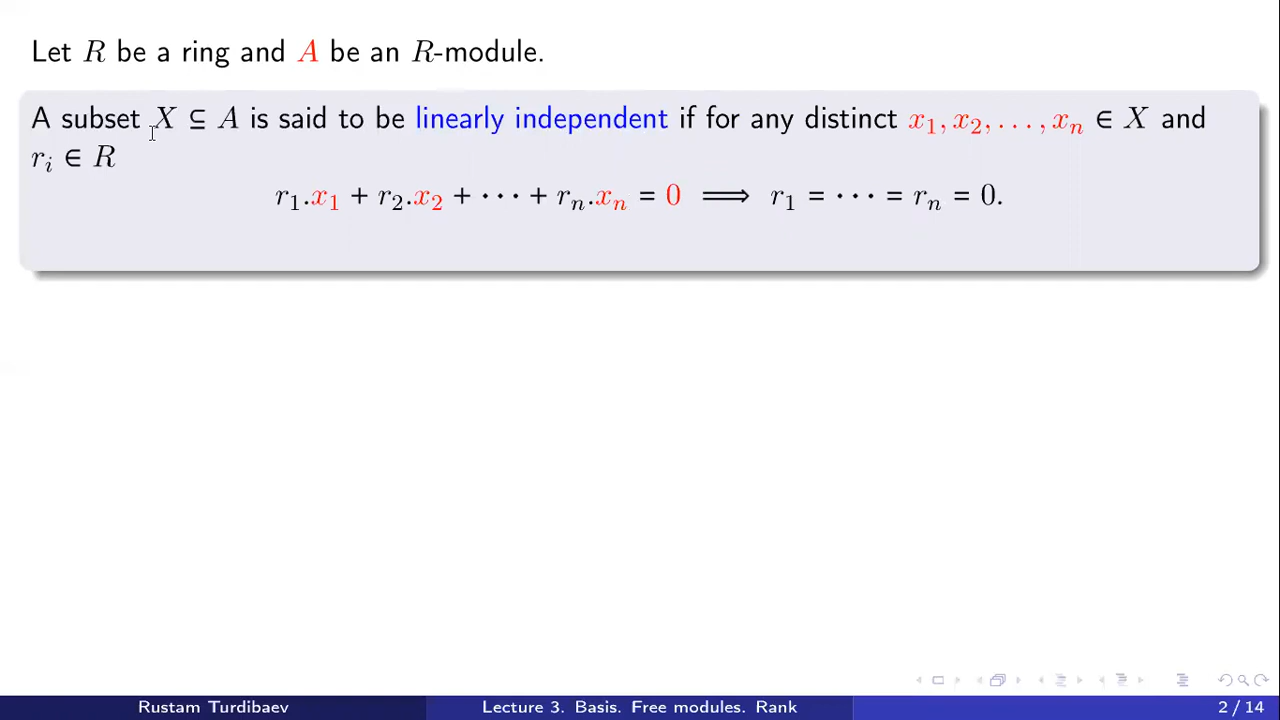 Let R be a ring and A be an R-module.
A subset X ⊆ A is said to be linearly independent if for any distinct x₁, x₂, . . . , xₙ ∈ X and
rᵢ ∈ R
r₁.x₁ + r₂.x₂ + ⋯ + rₙ.xₙ = 0 ⟹ r₁ = ⋯ = rₙ = 0.
Rustam Turdibaev Lecture 3. Basis. Free modules. Rank 2 / 14